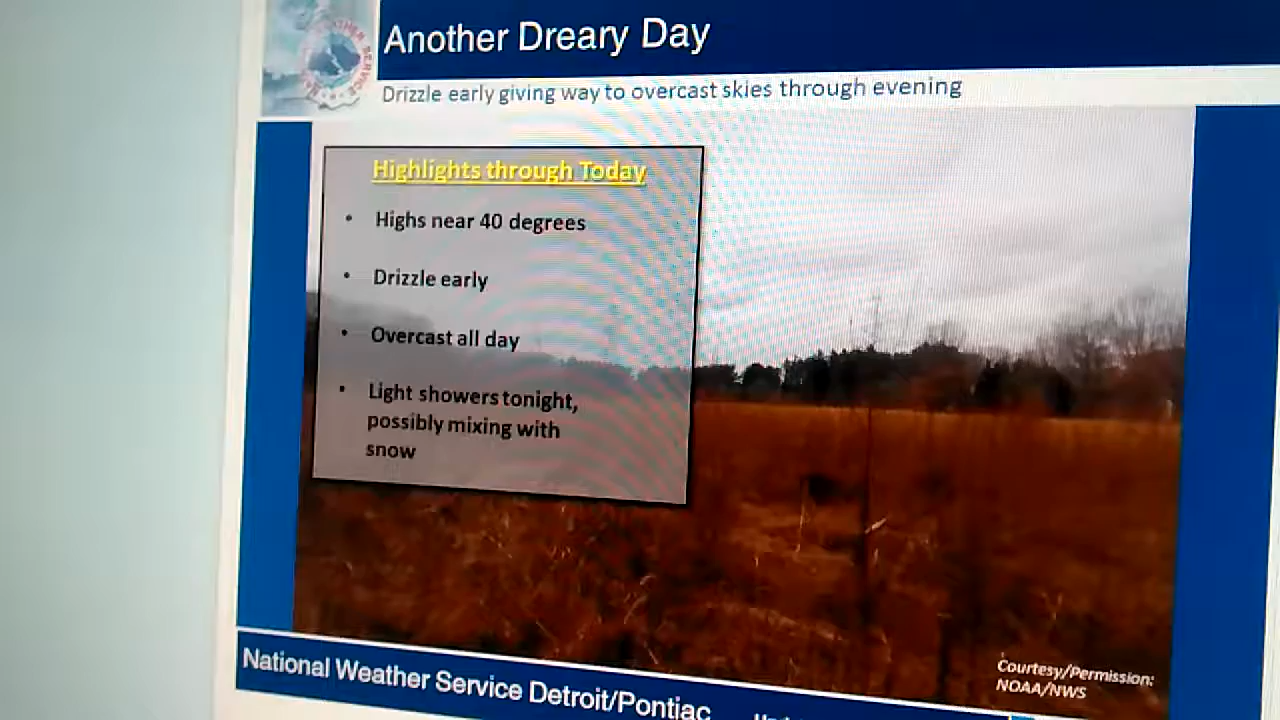 Another Dreary Day
Drizzle early giving way to overcast skies through evening
Highlights through Today
• Highs near 40 degrees
• Drizzle early
• Overcast all day
• Light showers tonight,
possibly mixing with
snow
Courtesy/Permission:
NOAA/NWS
National Weather Service Detroit/Pontiac